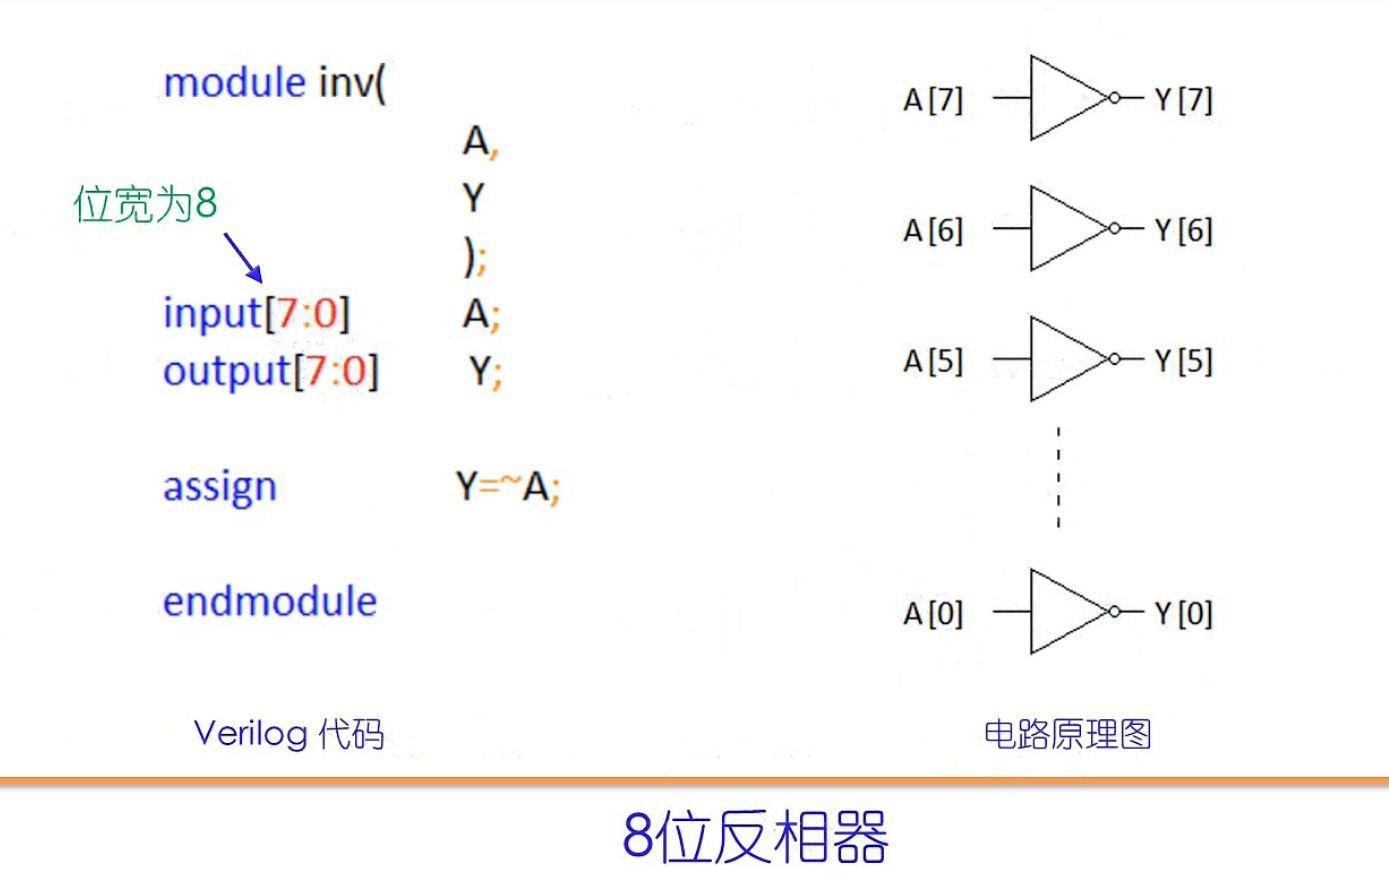 module inv(
A,
Y
);
位宽为8
input[7:0] A;
output[7:0] Y;
assign Y=~A;
endmodule
Verilog 代码
A[7] Y[7]
A[6] Y[6]
A[5] Y[5]
A[0] Y[0]
电路原理图
8位反相器